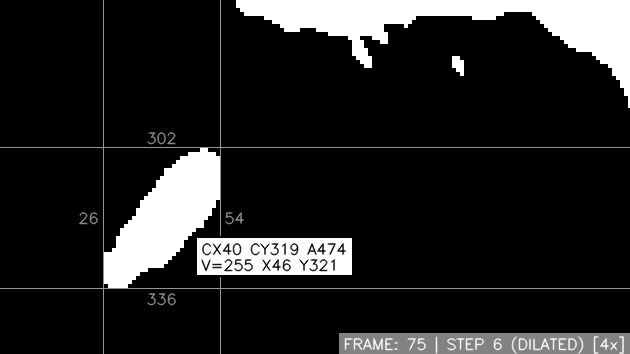 302
26
54
CX40 CY319 A474
V=255 X46 Y321
336
FRAME: 75 | STEP 6 (DILATED) [4x]